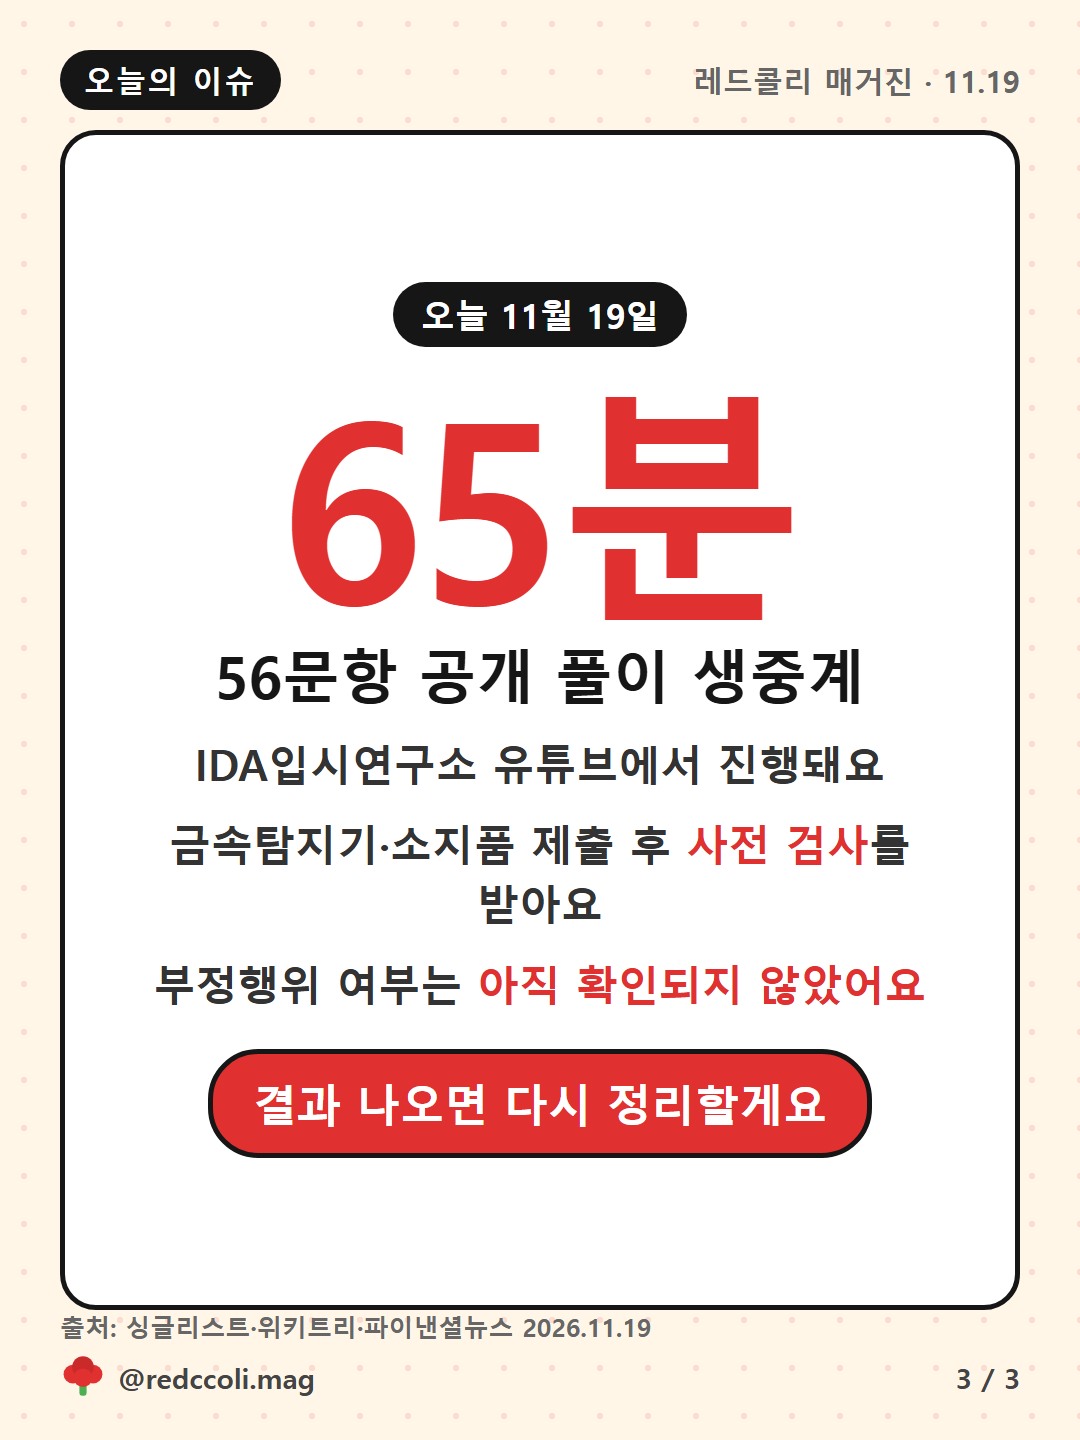 오늘의 이슈
레드콜리 매거진 · 11.19
오늘 11월 19일
65분
56문항 공개 풀이 생중계
IDA입시연구소 유튜브에서 진행돼요
금속탐지기·소지품 제출 후 사전 검사를
받아요
부정행위 여부는 아직 확인되지 않았어요
결과 나오면 다시 정리할게요
출처: 싱글리스트·위키트리·파이낸셜뉴스 2026.11.19
@redccoli.mag
3 / 3